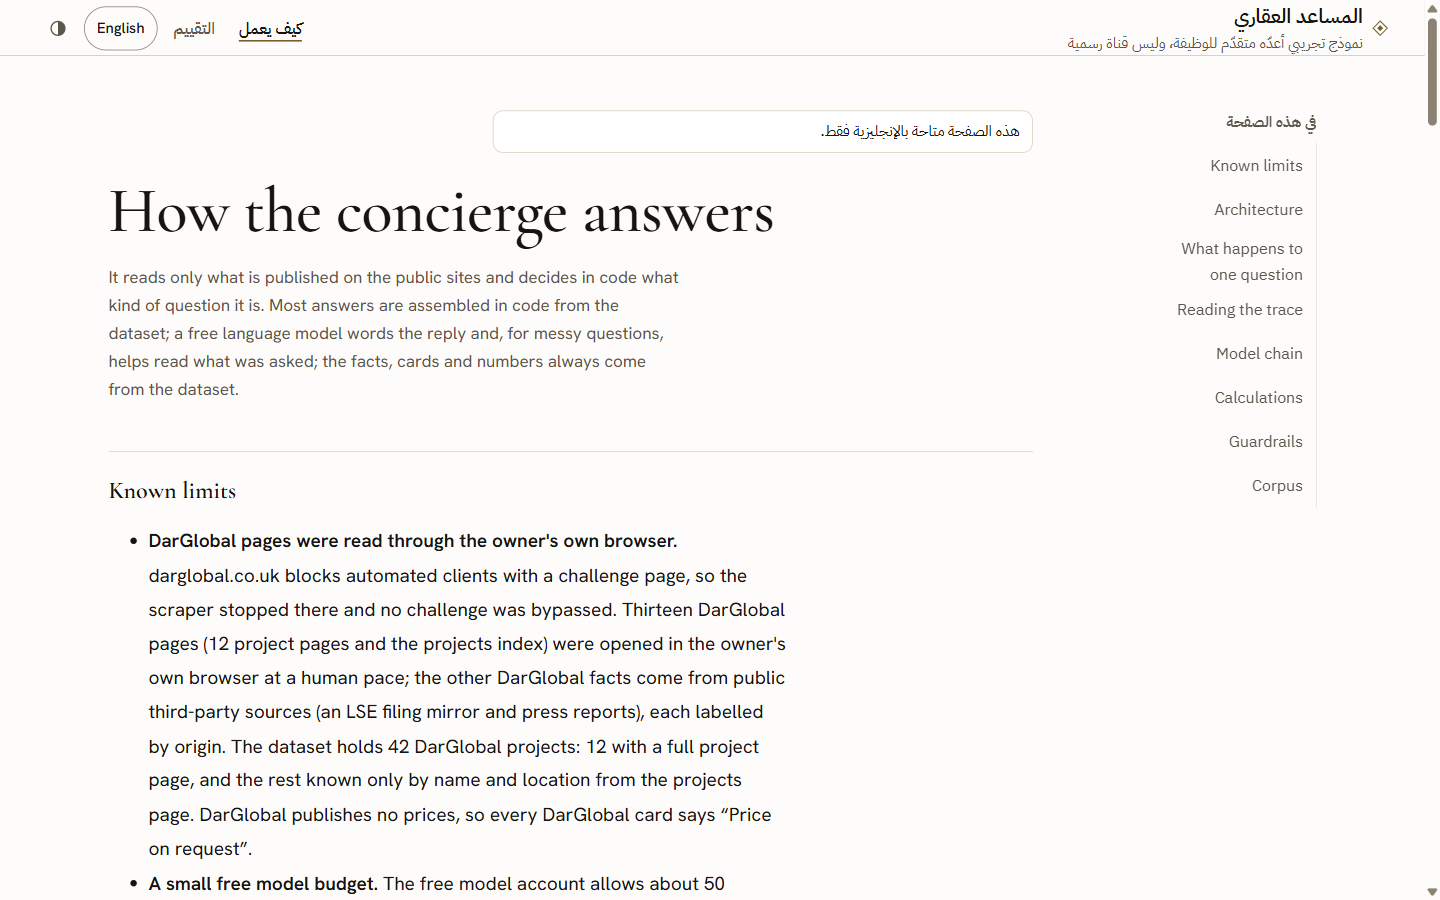 المساعد العقاري
نموذج تجريبي أعدّه متقدّم للوظيفة، وليس قناة رسمية
كيف يعمل
التقييم
English
هذه الصفحة متاحة بالإنجليزية فقط.
How the concierge answers
It reads only what is published on the public sites and decides in code what
kind of question it is. Most answers are assembled in code from the
dataset; a free language model words the reply and, for messy questions,
helps read what was asked; the facts, cards and numbers always come
from the dataset.
Known limits
• DarGlobal pages were read through the owner's own browser.
darglobal.co.uk blocks automated clients with a challenge page, so the
scraper stopped there and no challenge was bypassed. Thirteen DarGlobal
pages (12 project pages and the projects index) were opened in the owner's
own browser at a human pace; the other DarGlobal facts come from public
third-party sources (an LSE filing mirror and press reports), each labelled
by origin. The dataset holds 42 DarGlobal projects: 12 with a full project
page, and the rest known only by name and location from the projects
page. DarGlobal publishes no prices, so every DarGlobal card says “Price
on request”.
• A small free model budget. The free model account allows about 50
في هذه الصفحة
Known limits
Architecture
What happens to
one question
Reading the trace
Model chain
Calculations
Guardrails
Corpus